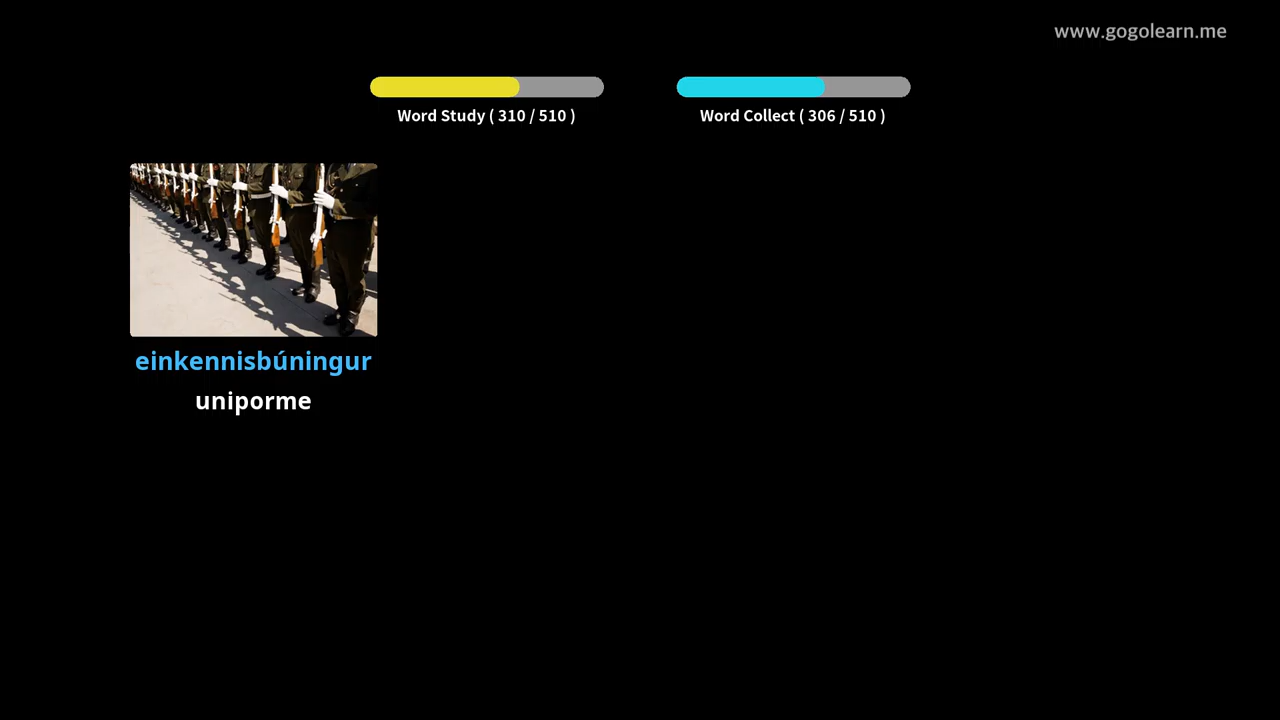 www.gogolearn.me
Word Study ( 310 / 510 )
Word Collect ( 306 / 510 )
einkennisbúningur
uniporme